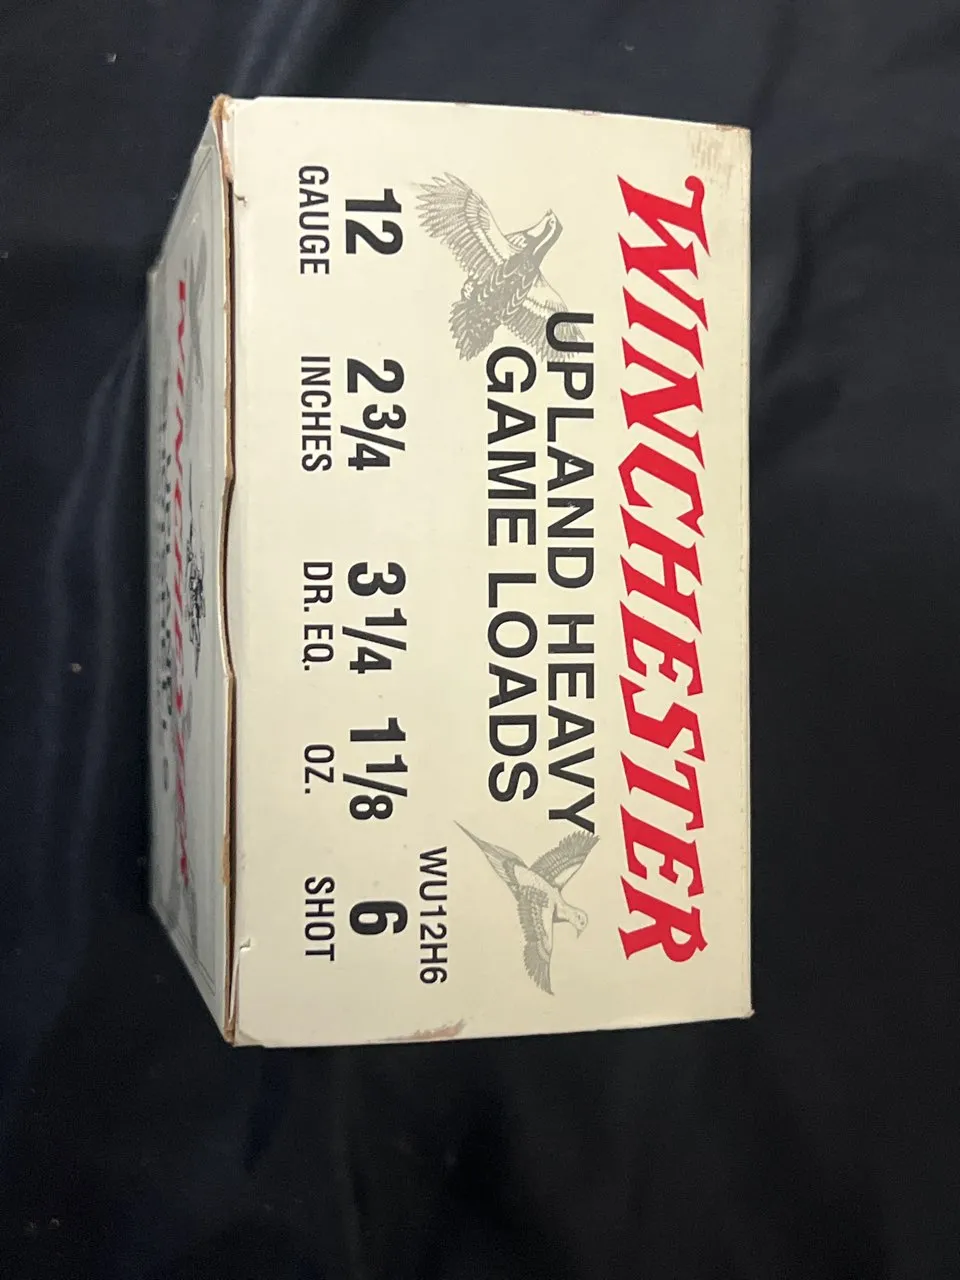 WINCHESTER
UPLAND HEAVY
GAME LOADS
WU12H6
12 2 3/4 3 1/4 1 1/8 6
GAUGE INCHES DR. EQ. OZ. SHOT
WINCHESTER